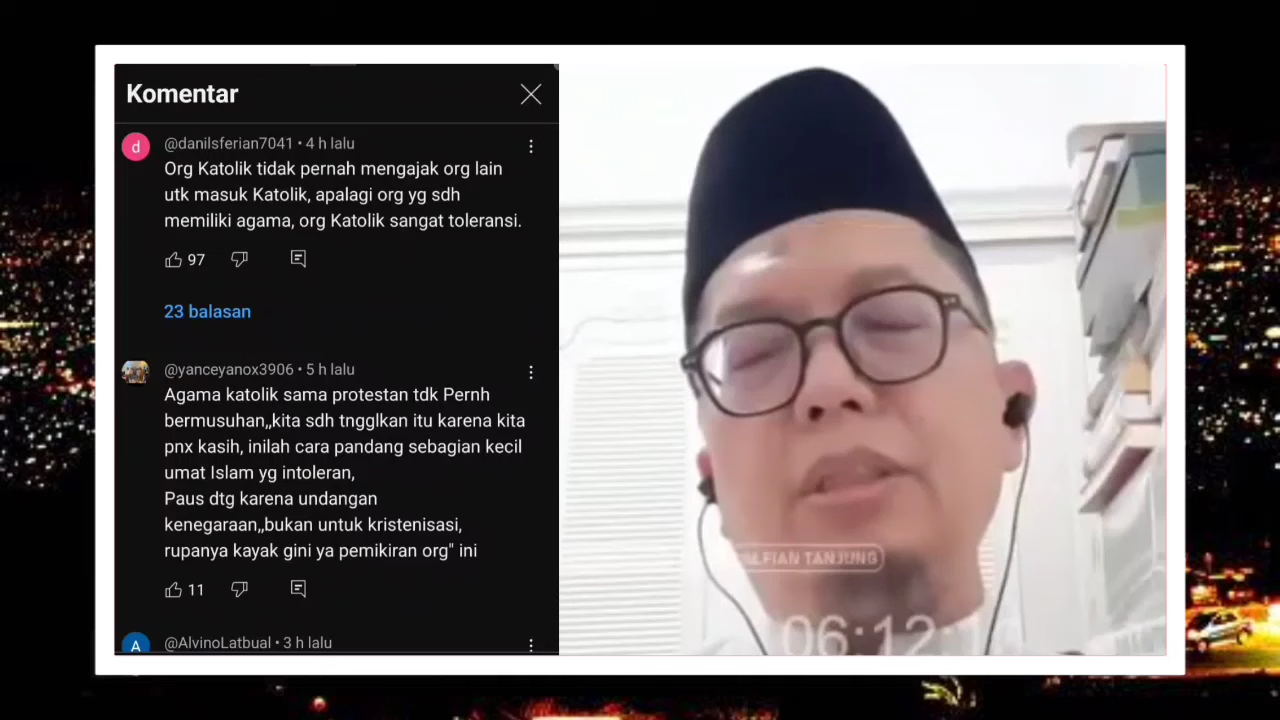 Komentar
@danilsferian7041 • 4 h lalu
Org Katolik tidak pernah mengajak org lain
utk masuk Katolik, apalagi org yg sdh
memiliki agama, org Katolik sangat toleransi.
97
23 balasan
@yanceyanox3906 • 5 h lalu
Agama katolik sama protestan tdk Pernh
bermusuhan,,kita sdh tngglkan itu karena kita
pnx kasih, inilah cara pandang sebagian kecil
umat Islam yg intoleran,
Paus dtg karena undangan
kenegaraan,,bukan untuk kristenisasi,
rupanya kayak gini ya pemikiran org" ini
11
@AlvinoLatbual • 3 h lalu
d
A
ALFIAN TANJUNG
06:12:1